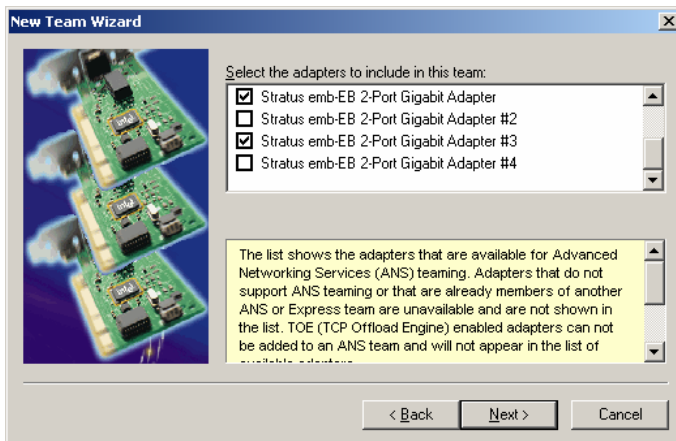 New Team Wizard
Select the adapters to include in this team:
Stratus emb-EB 2-Port Gigabit Adapter
Stratus emb-EB 2-Port Gigabit Adapter #2
Stratus emb-EB 2-Port Gigabit Adapter #3
Stratus emb-EB 2-Port Gigabit Adapter #4
The list shows the adapters that are available for Advanced
Networking Services (ANS) teaming. Adapters that do not
support ANS teaming or that are already members of another
ANS or Express team are unavailable and are not shown in
the list. TOE (TCP Offload Engine) enabled adapters can not
be added to an ANS team and will not appear in the list of
available adapters.
< Back
Next >
Cancel